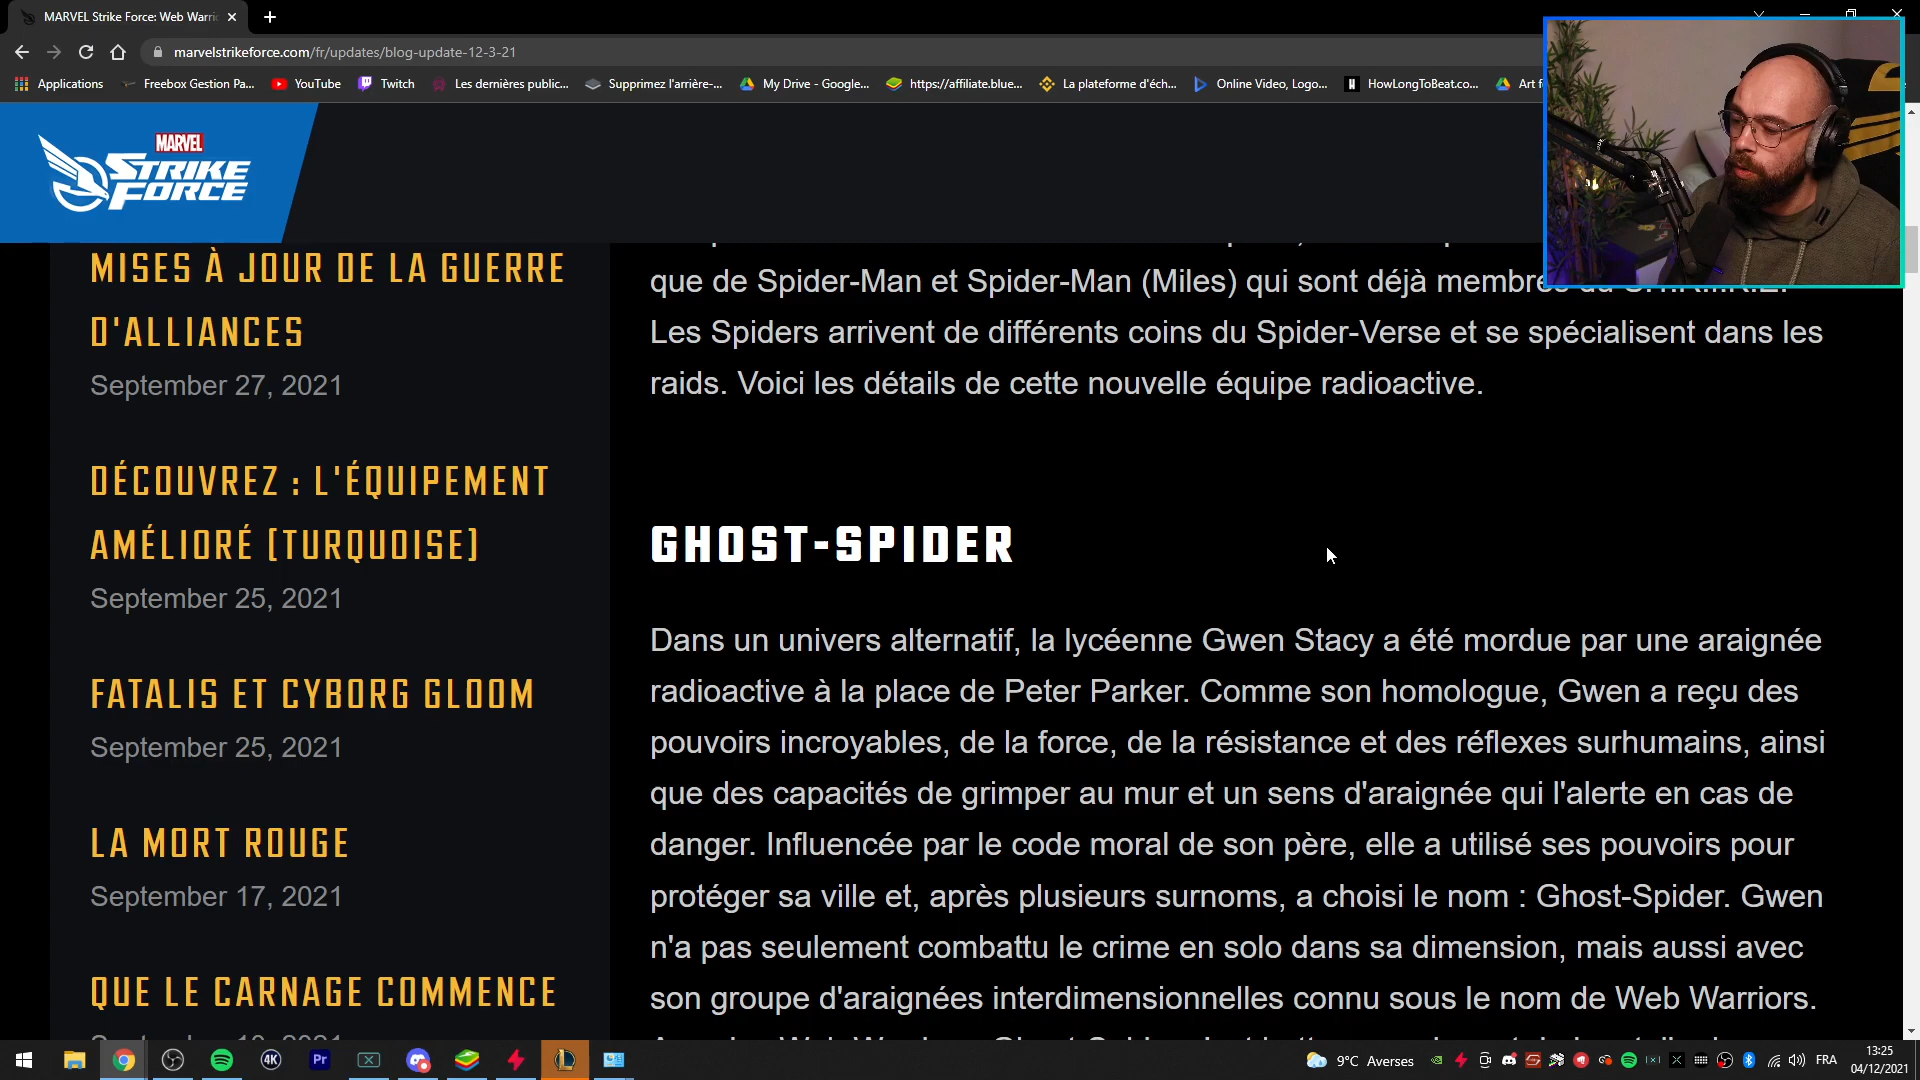 MARVEL Strike Force: Web Warri
marvelstrikeforce.com/fr/updates/blog-update-12-3-21
Applications
Freebox Gestion Pa...
YouTube
Twitch
Les dernières public...
Supprimez l'arrière-...
My Drive - Google...
https://affiliate.blue...
La plateforme d'éch...
Online Video, Logo...
HowLongToBeat.co...
Art f
MARVEL
STRIKE
FORCE
MISES À JOUR DE LA GUERRE
D'ALLIANCES
September 27, 2021
DÉCOUVREZ : L'ÉQUIPEMENT
AMÉLIORÉ [TURQUOISE]
September 25, 2021
FATALIS ET CYBORG GLOOM
September 25, 2021
LA MORT ROUGE
September 17, 2021
QUE LE CARNAGE COMMENCE
que de Spider-Man et Spider-Man (Miles) qui sont déjà membres
Les Spiders arrivent de différents coins du Spider-Verse et se spécialisent dans les
raids. Voici les détails de cette nouvelle équipe radioactive.
GHOST-SPIDER
Dans un univers alternatif, la lycéenne Gwen Stacy a été mordue par une araignée
radioactive à la place de Peter Parker. Comme son homologue, Gwen a reçu des
pouvoirs incroyables, de la force, de la résistance et des réflexes surhumains, ainsi
que des capacités de grimper au mur et un sens d'araignée qui l'alerte en cas de
danger. Influencée par le code moral de son père, elle a utilisé ses pouvoirs pour
protéger sa ville et, après plusieurs surnoms, a choisi le nom : Ghost-Spider. Gwen
n'a pas seulement combattu le crime en solo dans sa dimension, mais aussi avec
son groupe d'araignées interdimensionnelles connu sous le nom de Web Warriors.
4K
Pr
9°C Averses
FRA
13:25
04/12/2021